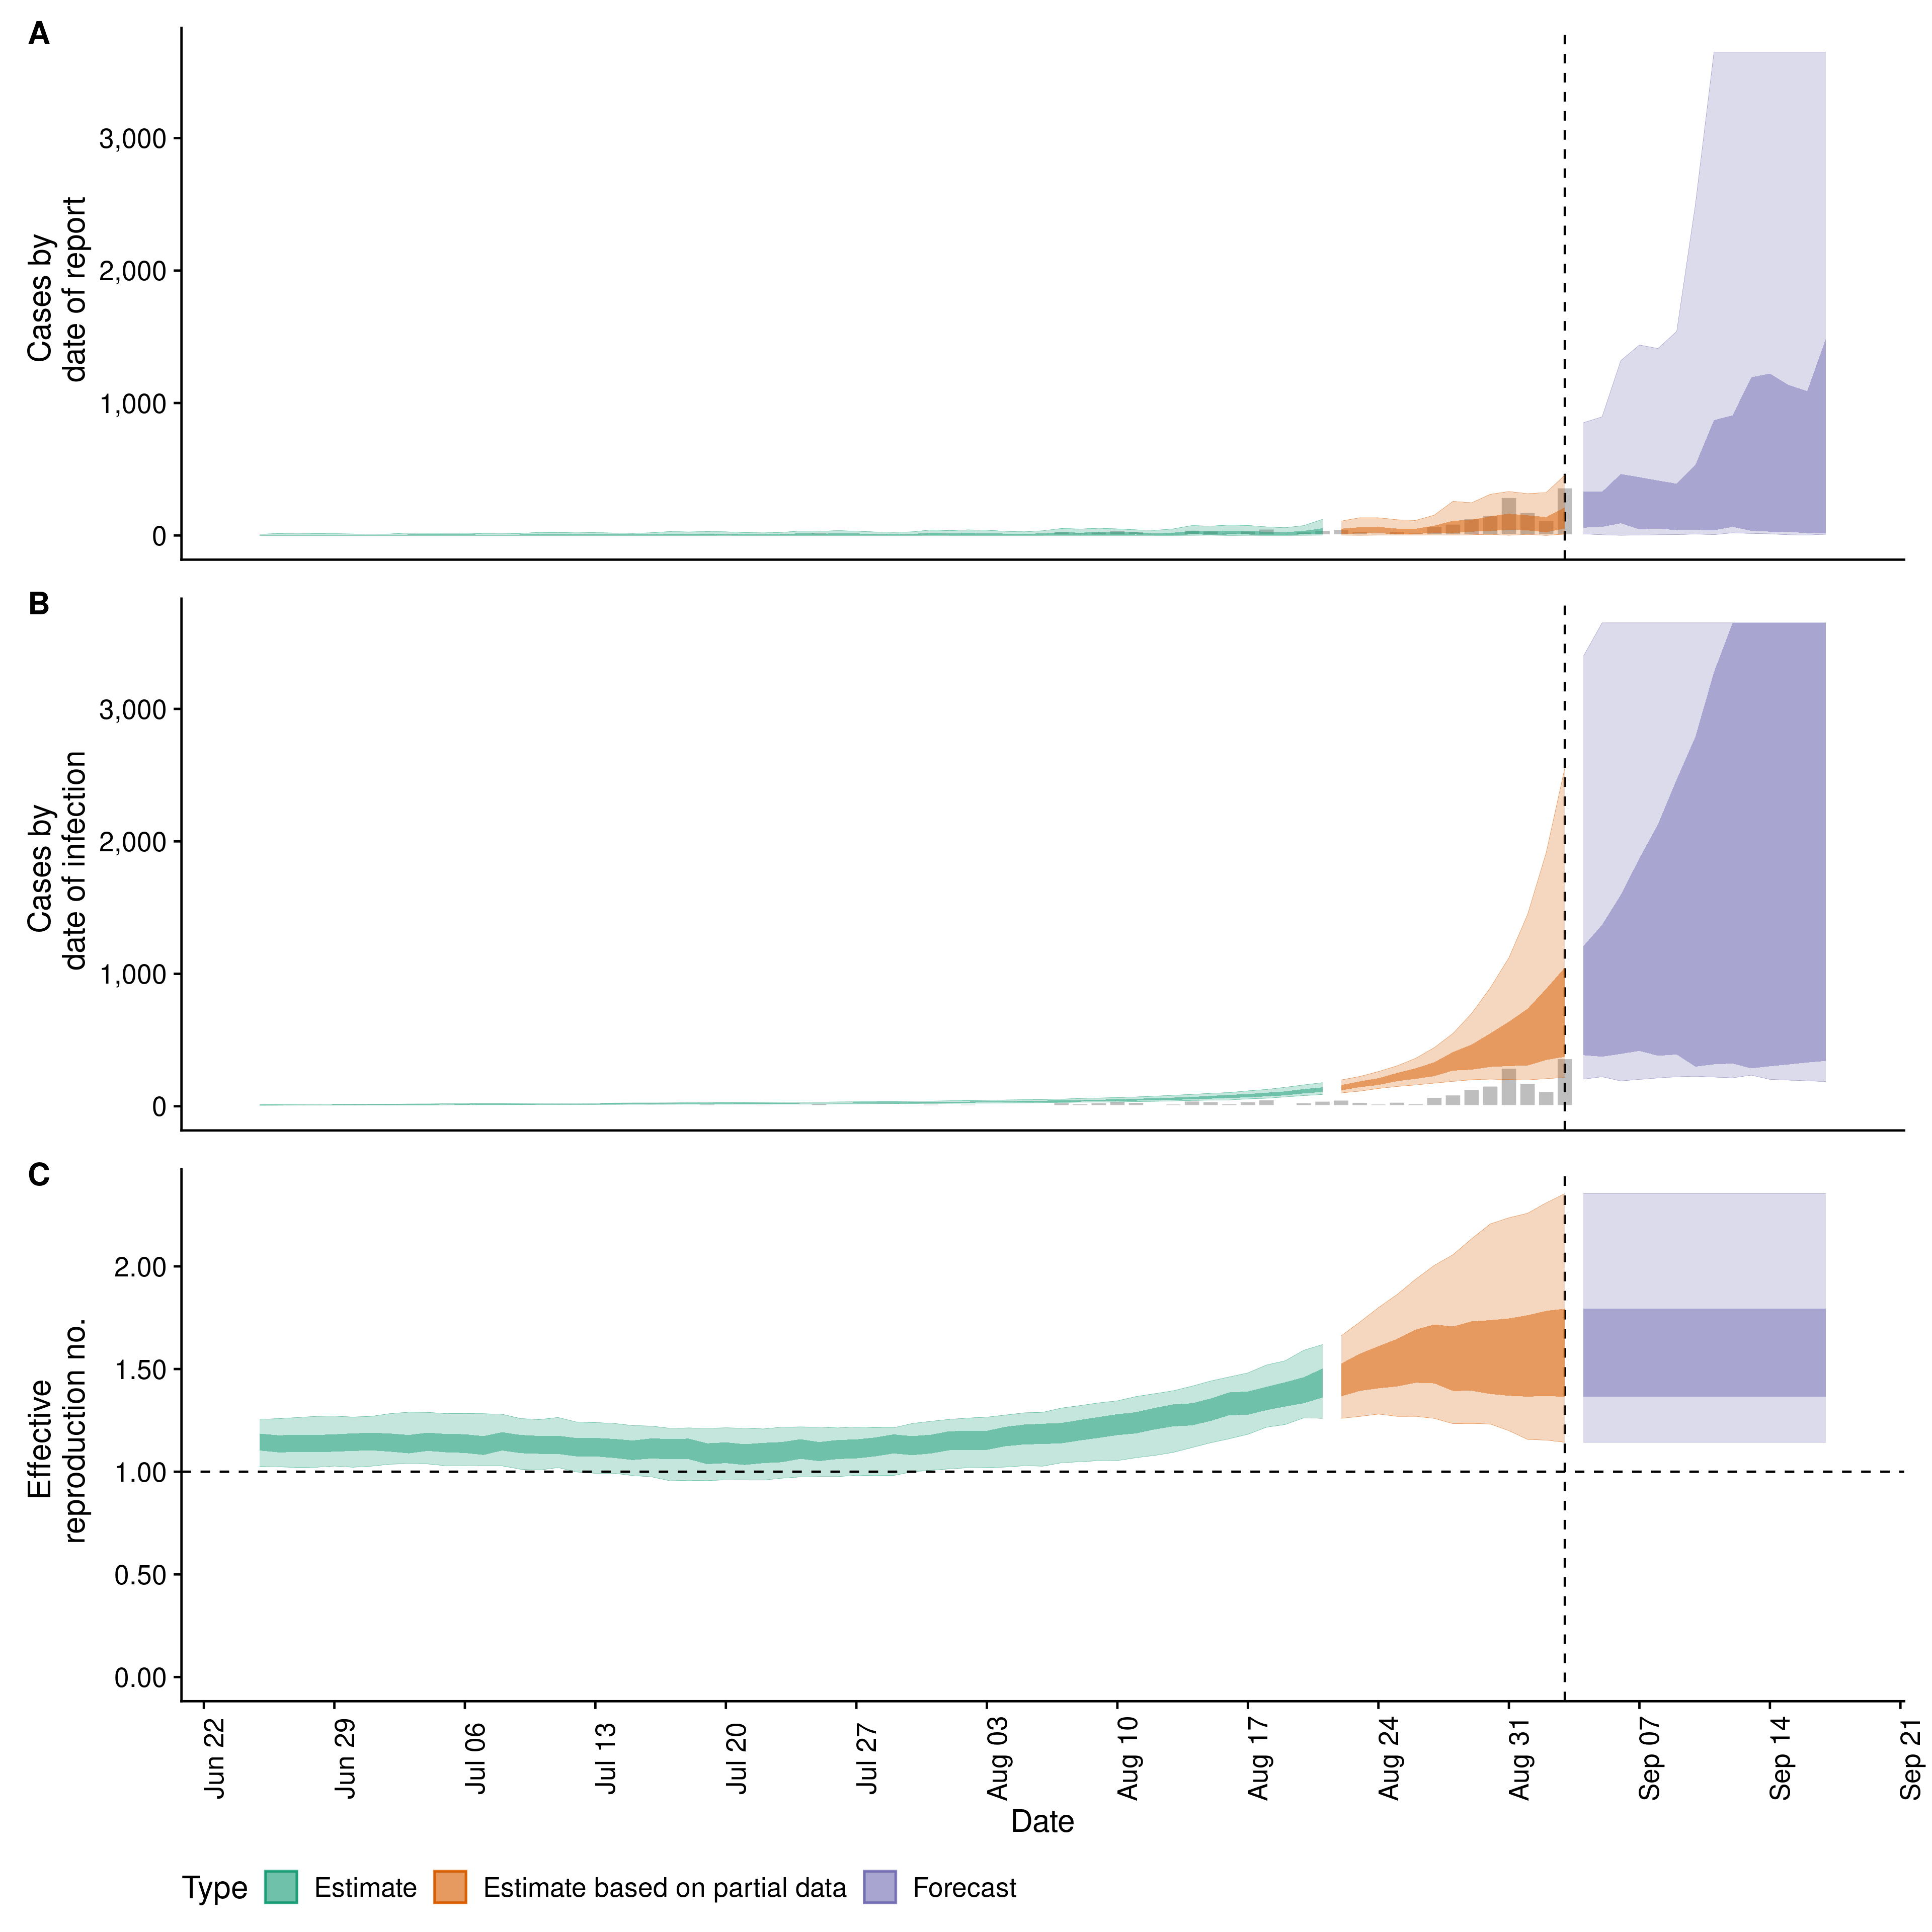 A
Cases by
date of report
3,000
2,000
1,000
0
B
Cases by
date of infection
3,000
2,000
1,000
0
C
Effective
reproduction no.
2.00
1.50
1.00
0.50
0.00
Jun 22
Jun 29
Jul 06
Jul 13
Jul 20
Jul 27
Aug 03
Aug 10
Aug 17
Aug 24
Aug 31
Sep 07
Sep 14
Sep 21
Date
Type Estimate Estimate based on partial data Forecast